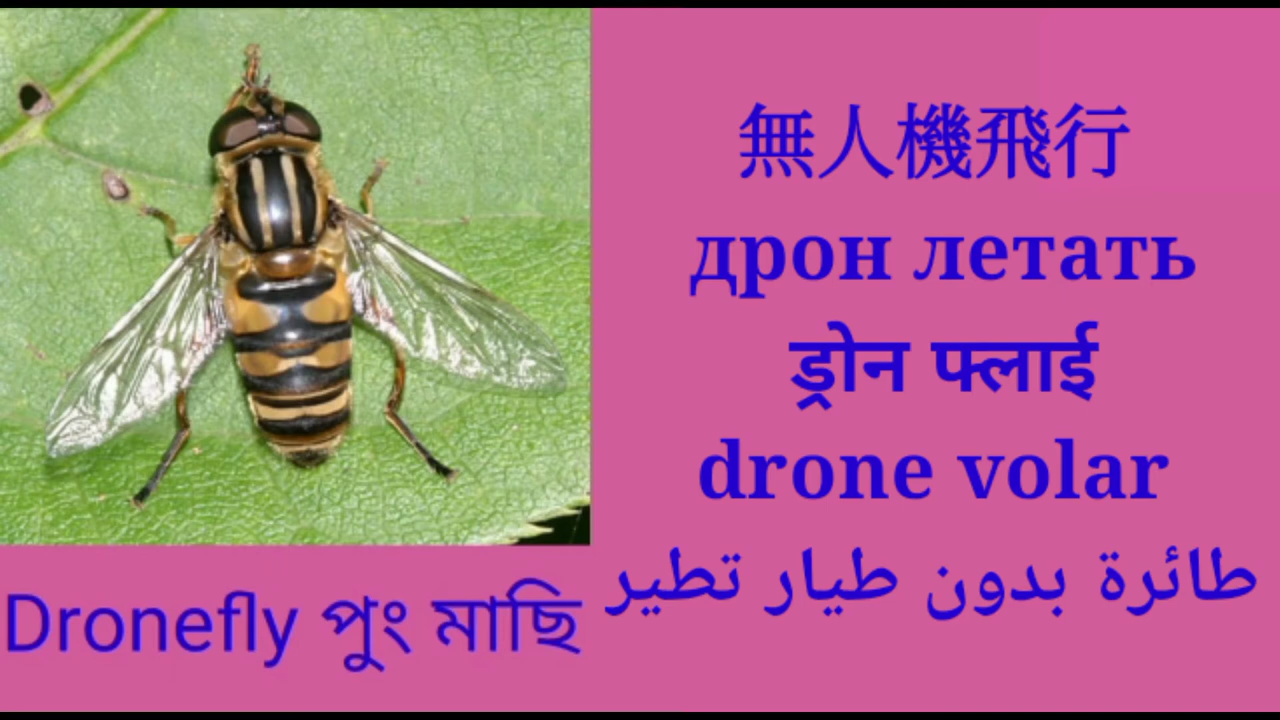 無人機飛行
дрон летать
ड्रोन फ्लाई
drone volar
طائرة بدون طيار تطير
Dronefly পুং মাছি